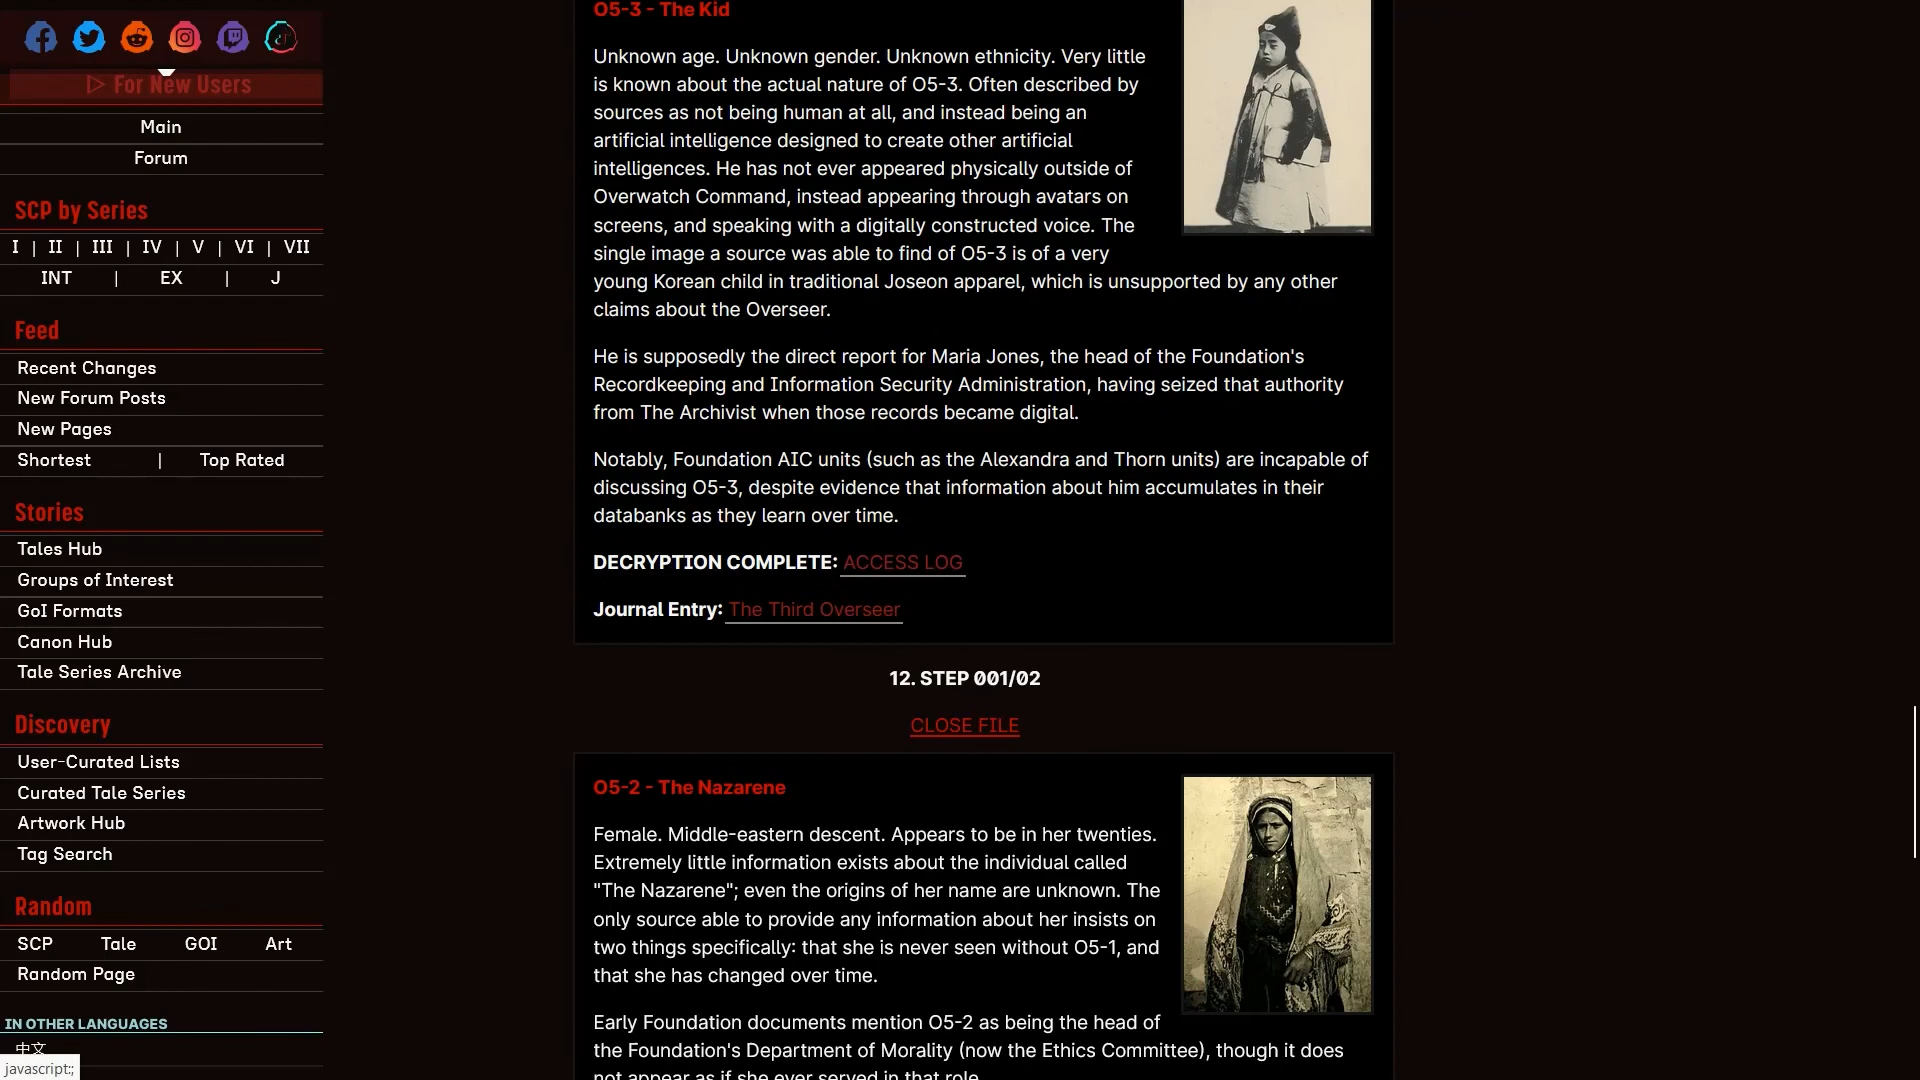 ▷ For New Users
Main
Forum
SCP by Series
I | II | III | IV | V | VI | VII
INT | EX | J
Feed
Recent Changes
New Forum Posts
New Pages
Shortest | Top Rated
Stories
Tales Hub
Groups of Interest
GoI Formats
Canon Hub
Tale Series Archive
Discovery
User-Curated Lists
Curated Tale Series
Artwork Hub
Tag Search
Random
SCP Tale GOI Art
Random Page
IN OTHER LANGUAGES
中文
javascript:;
O5-3 - The Kid
Unknown age. Unknown gender. Unknown ethnicity. Very little
is known about the actual nature of O5-3. Often described by
sources as not being human at all, and instead being an
artificial intelligence designed to create other artificial
intelligences. He has not ever appeared physically outside of
Overwatch Command, instead appearing through avatars on
screens, and speaking with a digitally constructed voice. The
single image a source was able to find of O5-3 is of a very
young Korean child in traditional Joseon apparel, which is unsupported by any other
claims about the Overseer.
He is supposedly the direct report for Maria Jones, the head of the Foundation's
Recordkeeping and Information Security Administration, having seized that authority
from The Archivist when those records became digital.
Notably, Foundation AIC units (such as the Alexandra and Thorn units) are incapable of
discussing O5-3, despite evidence that information about him accumulates in their
databanks as they learn over time.
DECRYPTION COMPLETE: ACCESS LOG
Journal Entry: The Third Overseer
12. STEP 001/02
CLOSE FILE
O5-2 - The Nazarene
Female. Middle-eastern descent. Appears to be in her twenties.
Extremely little information exists about the individual called
"The Nazarene"; even the origins of her name are unknown. The
only source able to provide any information about her insists on
two things specifically: that she is never seen without O5-1, and
that she has changed over time.
Early Foundation documents mention O5-2 as being the head of
the Foundation's Department of Morality (now the Ethics Committee), though it does
not appear as if she ever served in that role.